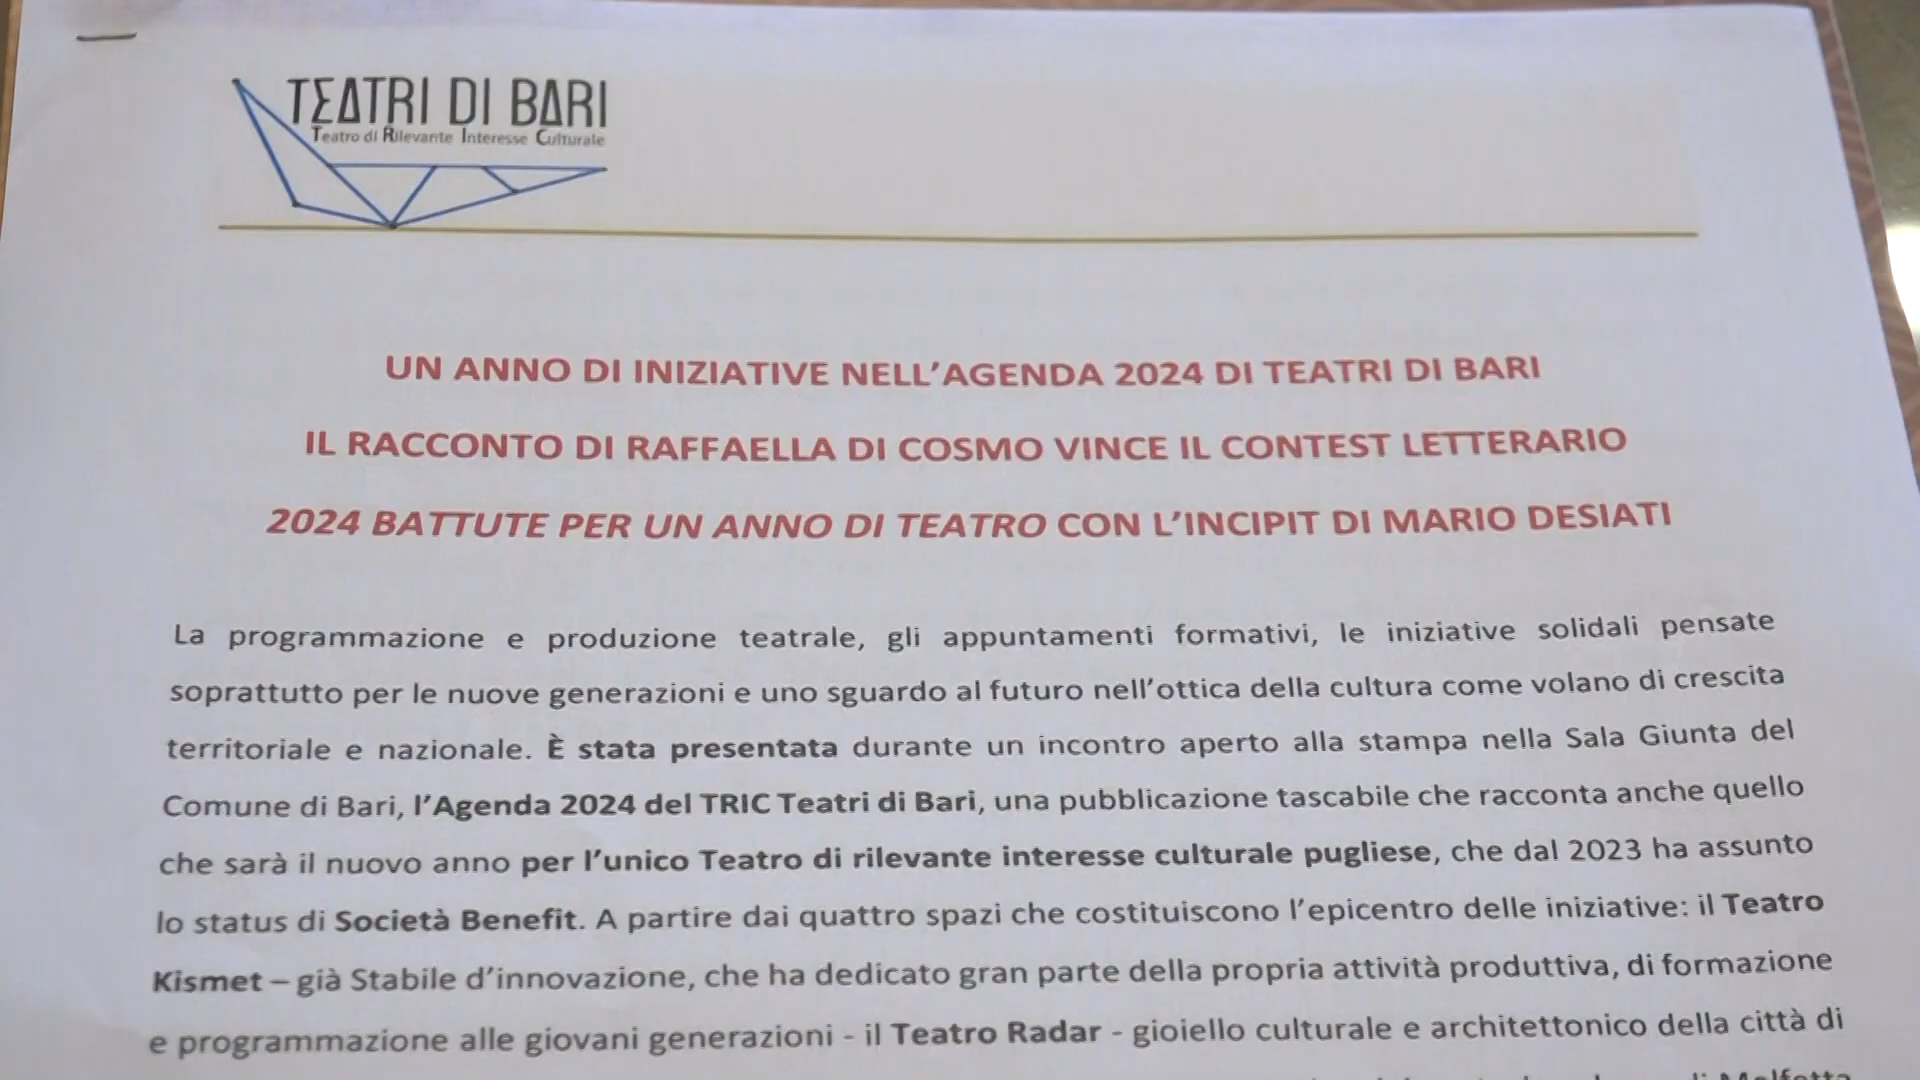 TEATRI DI BARI
Teatro di Rilevante Interesse Culturale
UN ANNO DI INIZIATIVE NELL’AGENDA 2024 DI TEATRI DI BARI
IL RACCONTO DI RAFFAELLA DI COSMO VINCE IL CONTEST LETTERARIO
2024 BATTUTE PER UN ANNO DI TEATRO CON L’INCIPIT DI MARIO DESIATI
La programmazione e produzione teatrale, gli appuntamenti formativi, le iniziative solidali pensate
soprattutto per le nuove generazioni e uno sguardo al futuro nell’ottica della cultura come volano di crescita
territoriale e nazionale. È stata presentata durante un incontro aperto alla stampa nella Sala Giunta del
Comune di Bari, l’Agenda 2024 del TRIC Teatri di Bari, una pubblicazione tascabile che racconta anche quello
che sarà il nuovo anno per l’unico Teatro di rilevante interesse culturale pugliese, che dal 2023 ha assunto
lo status di Società Benefit. A partire dai quattro spazi che costituiscono l’epicentro delle iniziative: il Teatro
Kismet – già Stabile d’innovazione, che ha dedicato gran parte della propria attività produttiva, di formazione
e programmazione alle giovani generazioni - il Teatro Radar - gioiello culturale e architettonico della città di